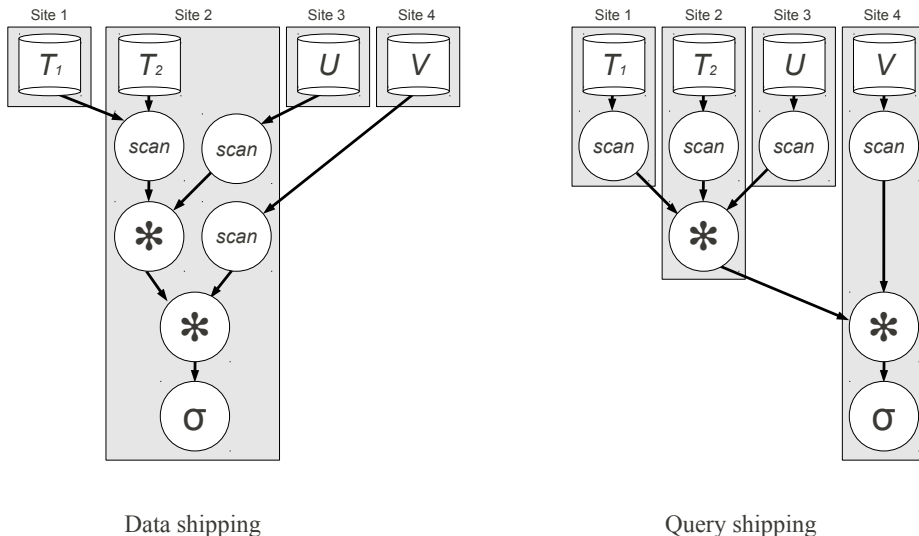 Site 1 Site 2 Site 3 Site 4 Site 1 Site 2 Site 3 Site 4
T1 T2 U V T1 T2 U V
scan scan scan scan scan scan
scan
* *
* *
σ σ
Data shipping Query shipping